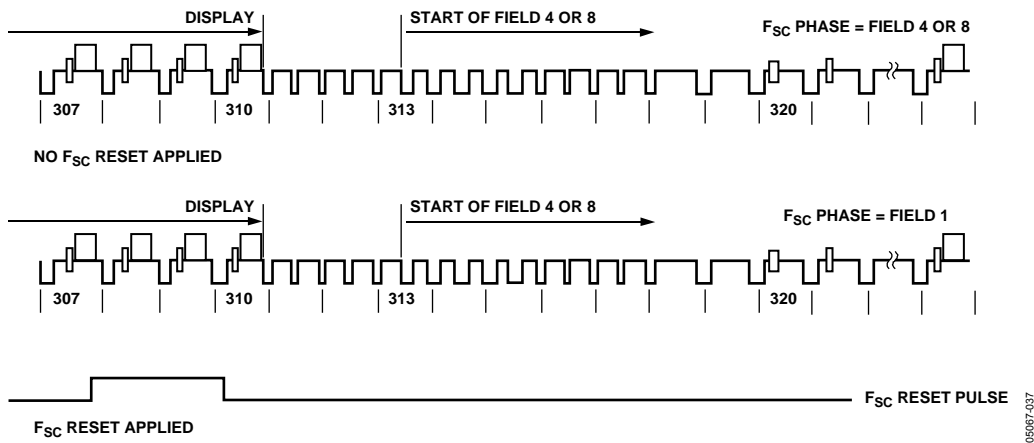 DISPLAY START OF FIELD 4 OR 8 FSC PHASE = FIELD 4 OR 8
307 310 313 320
NO FSC RESET APPLIED
DISPLAY START OF FIELD 4 OR 8 FSC PHASE = FIELD 1
307 310 313 320
FSC RESET PULSE
FSC RESET APPLIED
05067-037